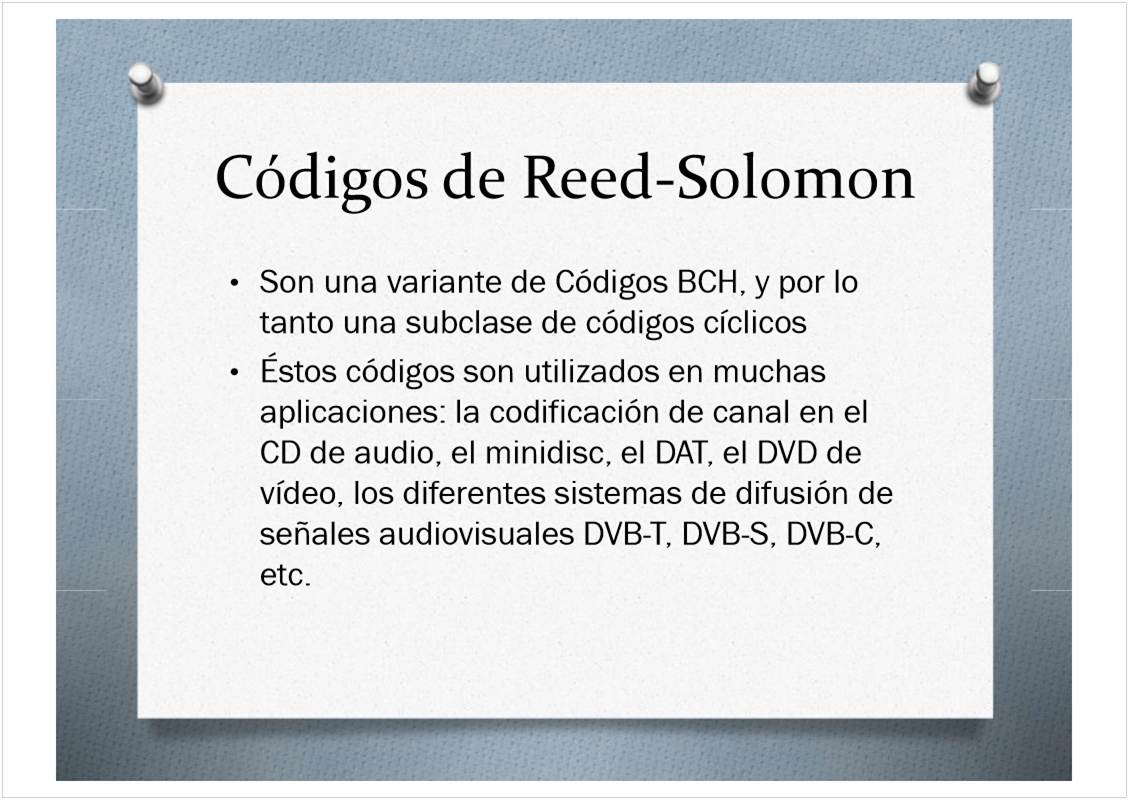 Códigos de Reed-Solomon
• Son una variante de Códigos BCH, y por lo
tanto una subclase de códigos cíclicos
• Éstos códigos son utilizados en muchas
aplicaciones: la codificación de canal en el
CD de audio, el minidisc, el DAT, el DVD de
vídeo, los diferentes sistemas de difusión de
señales audiovisuales DVB-T, DVB-S, DVB-C,
etc.